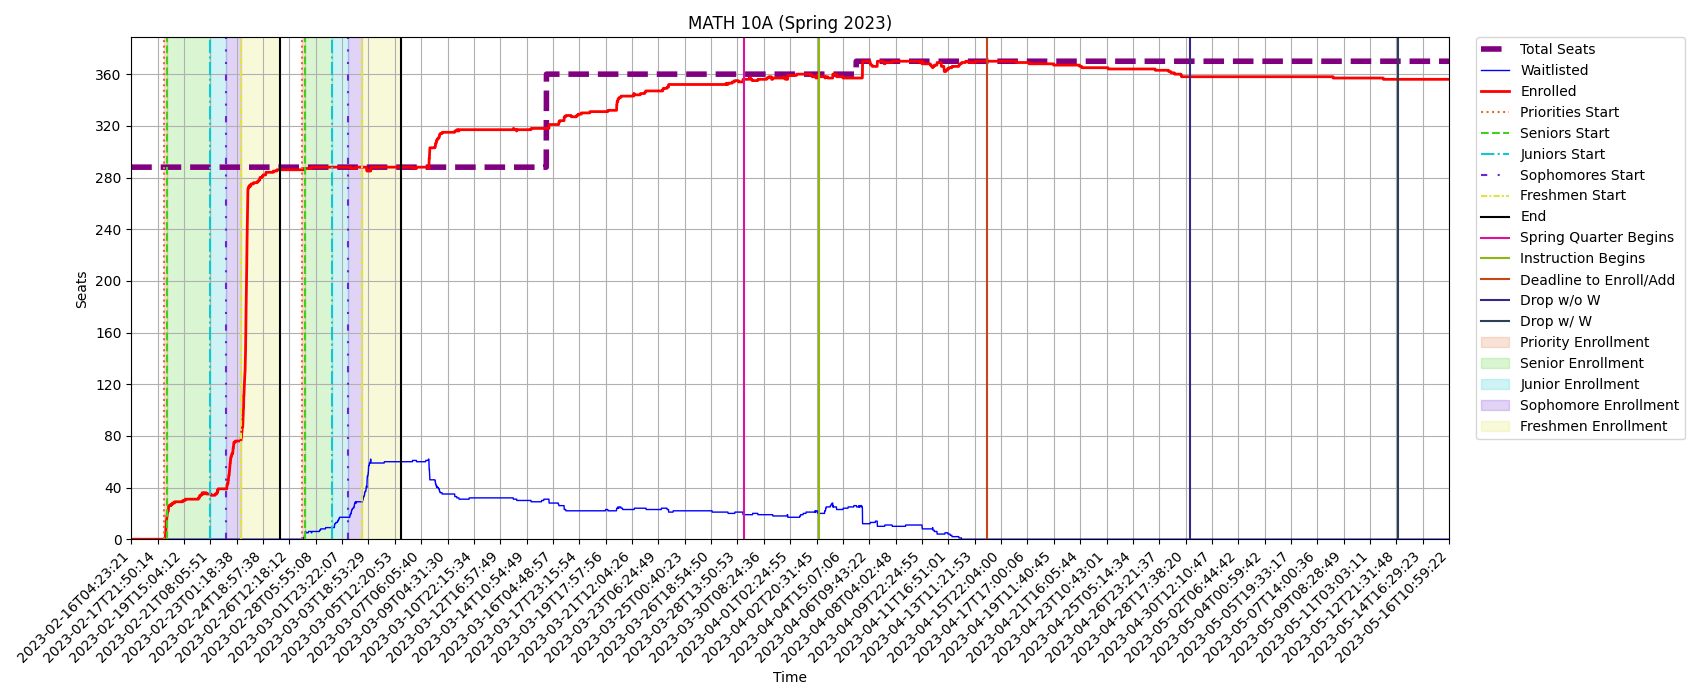 MATH 10A (Spring 2023)
Seats
360
320
280
240
200
160
120
80
40
0
2023-02-16T04:23:21
2023-02-17T21:50:14
2023-02-19T15:04:12
2023-02-21T08:05:51
2023-02-23T01:18:38
2023-02-24T18:57:38
2023-02-26T12:18:12
2023-02-28T05:55:08
2023-03-01T23:22:07
2023-03-03T18:53:29
2023-03-05T12:20:53
2023-03-07T06:05:40
2023-03-09T04:31:30
2023-03-10T22:15:34
2023-03-12T16:57:49
2023-03-14T10:54:49
2023-03-16T04:48:57
2023-03-17T23:15:54
2023-03-19T17:57:56
2023-03-21T12:04:26
2023-03-23T06:24:49
2023-03-25T00:40:23
2023-03-26T18:54:50
2023-03-28T13:50:53
2023-03-30T08:24:36
2023-04-01T02:24:55
2023-04-02T20:31:45
2023-04-04T15:07:06
2023-04-06T09:43:22
2023-04-08T04:02:48
2023-04-09T22:24:55
2023-04-11T16:51:01
2023-04-13T11:21:53
2023-04-15T22:04:00
2023-04-17T17:00:06
2023-04-19T11:40:45
2023-04-21T16:05:44
2023-04-23T10:43:01
2023-04-25T05:14:34
2023-04-26T23:21:37
2023-04-28T17:38:20
2023-04-30T12:10:47
2023-05-02T06:44:42
2023-05-04T00:59:42
2023-05-05T19:33:17
2023-05-07T14:00:36
2023-05-09T08:28:49
2023-05-11T03:03:11
2023-05-12T21:31:48
2023-05-14T16:29:23
2023-05-16T10:59:22
Time
Total Seats
Waitlisted
Enrolled
Priorities Start
Seniors Start
Juniors Start
Sophomores Start
Freshmen Start
End
Spring Quarter Begins
Instruction Begins
Deadline to Enroll/Add
Drop w/o W
Drop w/ W
Priority Enrollment
Senior Enrollment
Junior Enrollment
Sophomore Enrollment
Freshmen Enrollment